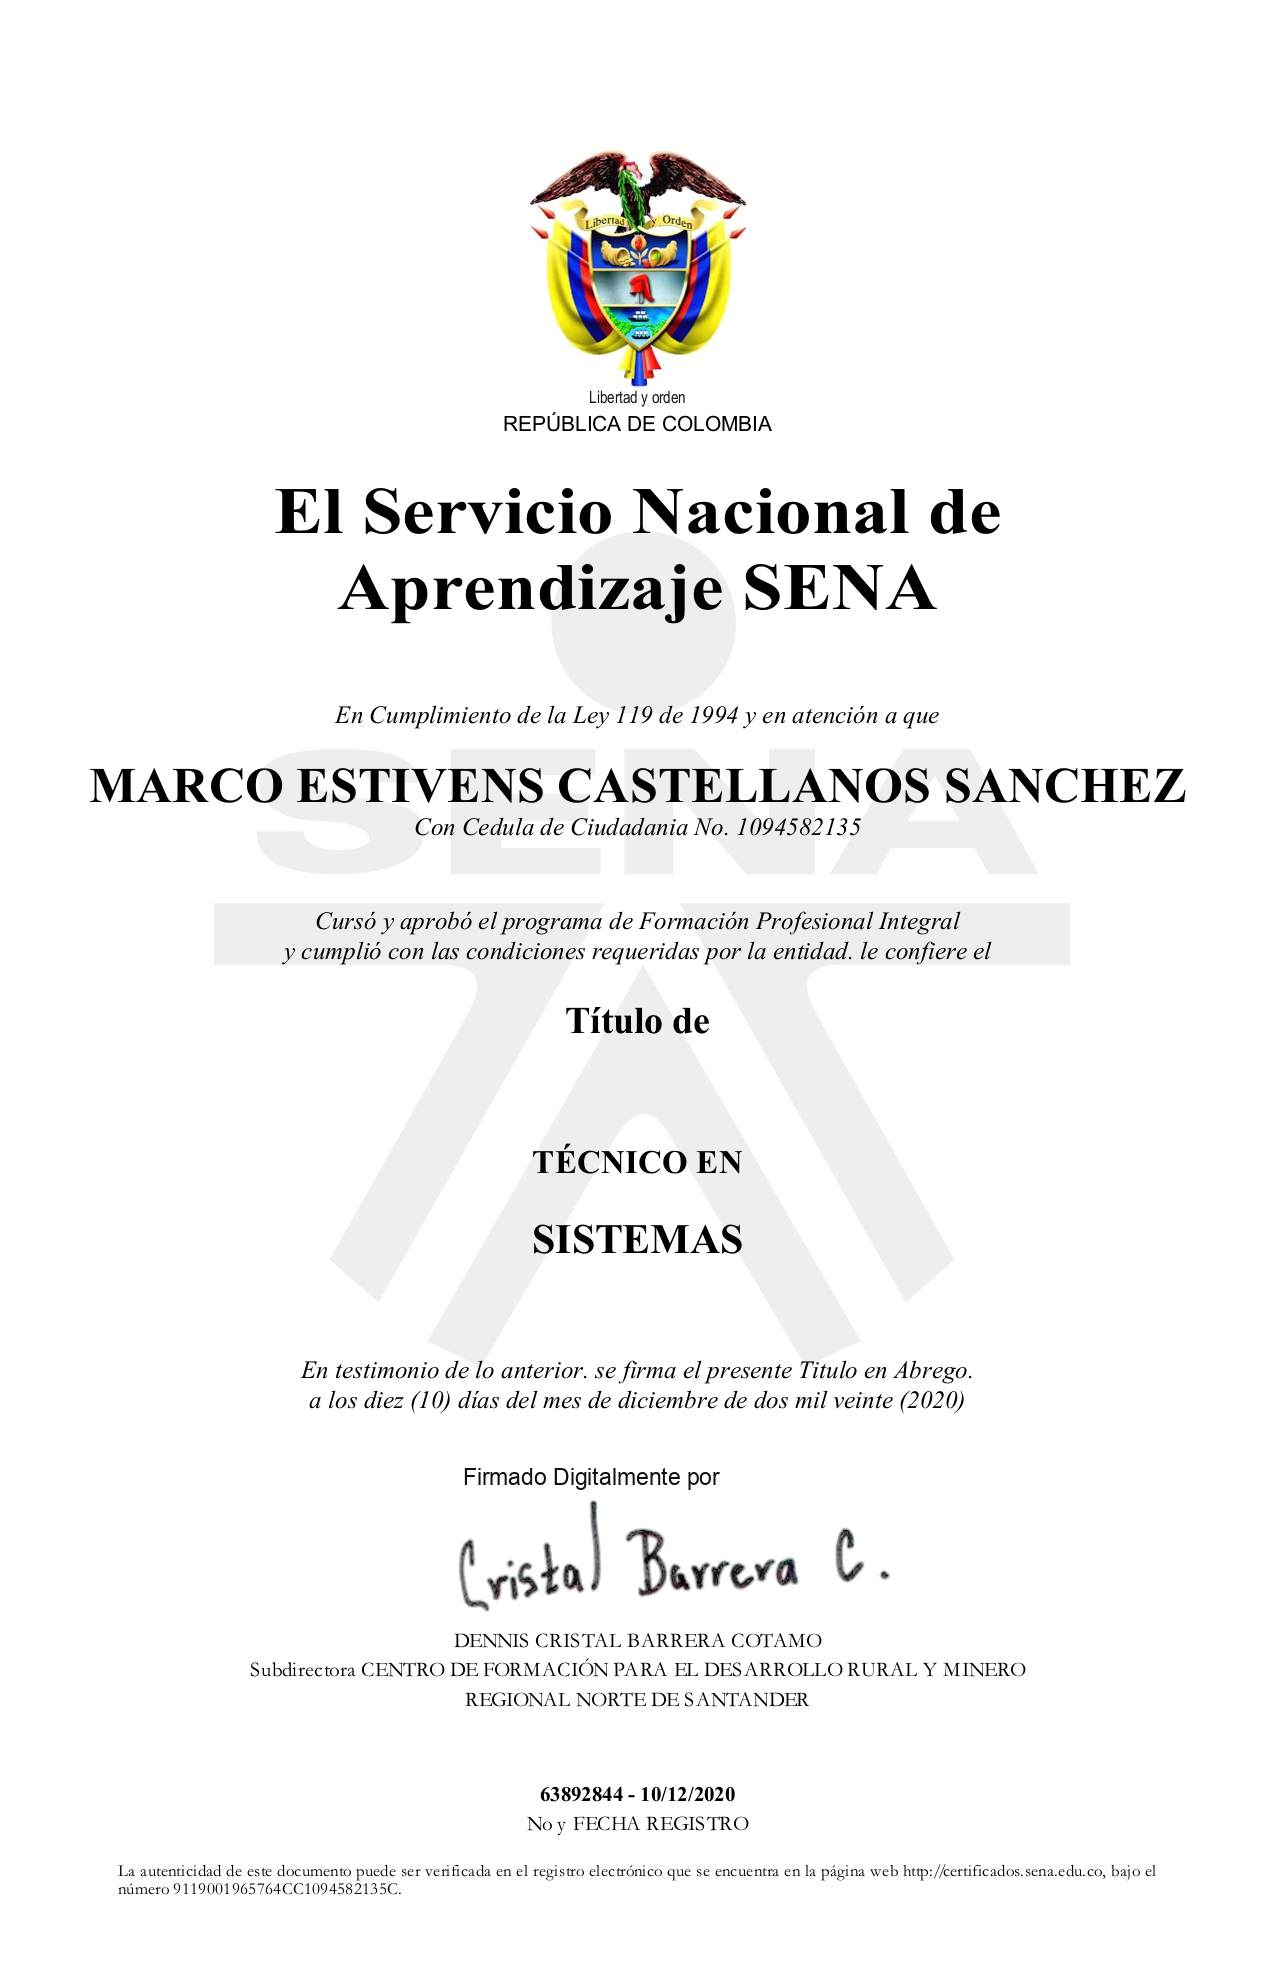 Libertad y Orden
Libertad y orden
REPÚBLICA DE COLOMBIA
El Servicio Nacional de
Aprendizaje SENA
En Cumplimiento de la Ley 119 de 1994 y en atención a que
SENA
MARCO ESTIVENS CASTELLANOS SANCHEZ
Con Cedula de Ciudadania No. 1094582135
Cursó y aprobó el programa de Formación Profesional Integral
y cumplió con las condiciones requeridas por la entidad. le confiere el
Título de
TÉCNICO EN
SISTEMAS
En testimonio de lo anterior. se firma el presente Titulo en Abrego.
a los diez (10) días del mes de diciembre de dos mil veinte (2020)
Firmado Digitalmente por
Cristal Barrera C.
DENNIS CRISTAL BARRERA COTAMO
Subdirectora CENTRO DE FORMACIÓN PARA EL DESARROLLO RURAL Y MINERO
REGIONAL NORTE DE SANTANDER
63892844 - 10/12/2020
No y FECHA REGISTRO
La autenticidad de este documento puede ser verificada en el registro electrónico que se encuentra en la página web http://certificados.sena.edu.co, bajo el
número 9119001965764CC1094582135C.